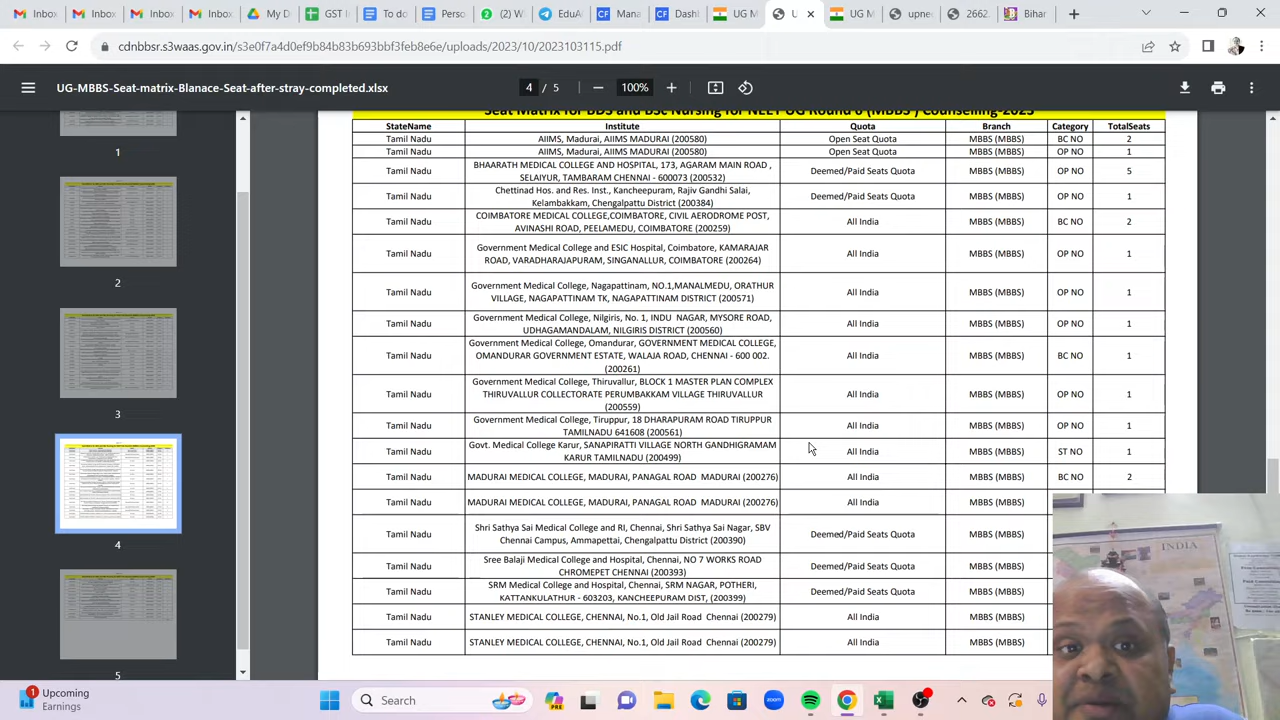 Inbox
Inbox
Inbox
Inbox
My D
GST I
To do
Perso
(2) W
EduA
Mana
Dash
UG M
U
UG M
upne
2662
Bihar
cdnbbsr.s3waas.gov.in/s3e0f7a4d0ef9b84b83b693bbf3feb8e6e/uploads/2023/10/2023103115.pdf
UG-MBBS-Seat-matrix-Blanace-Seat-after-stray-completed.xlsx
4 / 5
100%
1
2
3
4
5
StateName Institute Quota Branch Category TotalSeats
Tamil Nadu AIIMS, Madurai, AIIMS MADURAI (200580) Open Seat Quota MBBS (MBBS) BC NO 2
Tamil Nadu AIIMS, Madurai, AIIMS MADURAI (200580) Open Seat Quota MBBS (MBBS) OP NO 1
BHAARATH MEDICAL COLLEGE AND HOSPITAL, 173, AGARAM MAIN ROAD ,
Tamil Nadu SELAIYUR, TAMBARAM CHENNAI - 600073 (200532) Deemed/Paid Seats Quota MBBS (MBBS) OP NO 5
Chettinad Hos. and Res. Inst., Kancheepuram, Rajiv Gandhi Salai,
Tamil Nadu Kelambakkam, Chengalpattu District (200384) Deemed/Paid Seats Quota MBBS (MBBS) OP NO 1
COIMBATORE MEDICAL COLLEGE,COIMBATORE, CIVIL AERODROME POST,
Tamil Nadu AVINASHI ROAD, PEELAMEDU, COIMBATORE (200259) All India MBBS (MBBS) BC NO 2
Government Medical College and ESIC Hospital, Coimbatore, KAMARAJAR
Tamil Nadu ROAD, VARADHARAJAPURAM, SINGANALLUR, COIMBATORE (200264) All India MBBS (MBBS) OP NO 1
Government Medical College, Nagapattinam, NO.1,MANALMEDU, ORATHUR
Tamil Nadu VILLAGE, NAGAPATTINAM TK, NAGAPATTINAM DISTRICT (200571) All India MBBS (MBBS) OP NO 1
Government Medical College, Nilgiris, No. 1, INDU NAGAR, MYSORE ROAD,
Tamil Nadu UDHAGAMANDALAM, NILGIRIS DISTRICT (200560) All India MBBS (MBBS) OP NO 1
Government Medical College, Omandurar, GOVERNMENT MEDICAL COLLEGE,
Tamil Nadu OMANDURAR GOVERNMENT ESTATE, WALAJA ROAD, CHENNAI - 600 002. All India MBBS (MBBS) BC NO 1
(200261)
Government Medical College, Thiruvallur, BLOCK 1 MASTER PLAN COMPLEX
Tamil Nadu THIRUVALLUR COLLECTORATE PERUMBAKKAM VILLAGE THIRUVALLUR All India MBBS (MBBS) OP NO 1
(200559)
Government Medical College, Tiruppur, 18 DHARAPURAM ROAD TIRUPPUR
Tamil Nadu TAMILNADU 641608 (200561) All India MBBS (MBBS) OP NO 1
Govt. Medical College Karur, SANAPIRATTI VILLAGE NORTH GANDHIGRAMAM
Tamil Nadu KARUR TAMILNADU (200499) All India MBBS (MBBS) ST NO 1
Tamil Nadu MADURAI MEDICAL COLLEGE, MADURAI, PANAGAL ROAD MADURAI (200276) All India MBBS (MBBS) BC NO 2
Tamil Nadu MADURAI MEDICAL COLLEGE, MADURAI, PANAGAL ROAD MADURAI (200276) All India MBBS (MBBS)
Shri Sathya Sai Medical College and RI, Chennai, Shri Sathya Sai Nagar, SBV
Tamil Nadu Chennai Campus, Ammapettai, Chengalpattu District (200390) Deemed/Paid Seats Quota MBBS (MBBS)
Sree Balaji Medical College and Hospital, Chennai, NO 7 WORKS ROAD
Tamil Nadu CHROMEPET CHENNAI (200393) Deemed/Paid Seats Quota MBBS (MBBS)
SRM Medical College and Hospital, Chennai, SRM NAGAR, POTHERI,
Tamil Nadu KATTANKULATHUR - 603203, KANCHEEPURAM DIST, (200399) Deemed/Paid Seats Quota MBBS (MBBS)
Tamil Nadu STANLEY MEDICAL COLLEGE, CHENNAI, No.1, Old Jail Road Chennai (200279) All India MBBS (MBBS)
Tamil Nadu STANLEY MEDICAL COLLEGE, CHENNAI, No.1, Old Jail Road Chennai (200279) All India MBBS (MBBS)
INDIA
1
Upcoming
Earnings
Search
zoom